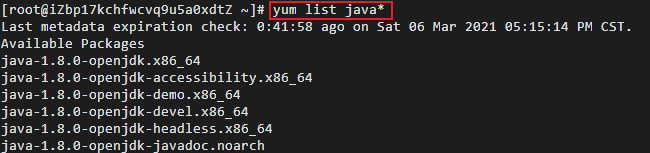 [root@iZbp17kchfwcvq9u5a0xdtZ ~]# yum list java*
Last metadata expiration check: 0:41:58 ago on Sat 06 Mar 2021 05:15:14 PM CST.
Available Packages
java-1.8.0-openjdk.x86_64
java-1.8.0-openjdk-accessibility.x86_64
java-1.8.0-openjdk-demo.x86_64
java-1.8.0-openjdk-devel.x86_64
java-1.8.0-openjdk-headless.x86_64
java-1.8.0-openjdk-javadoc.noarch